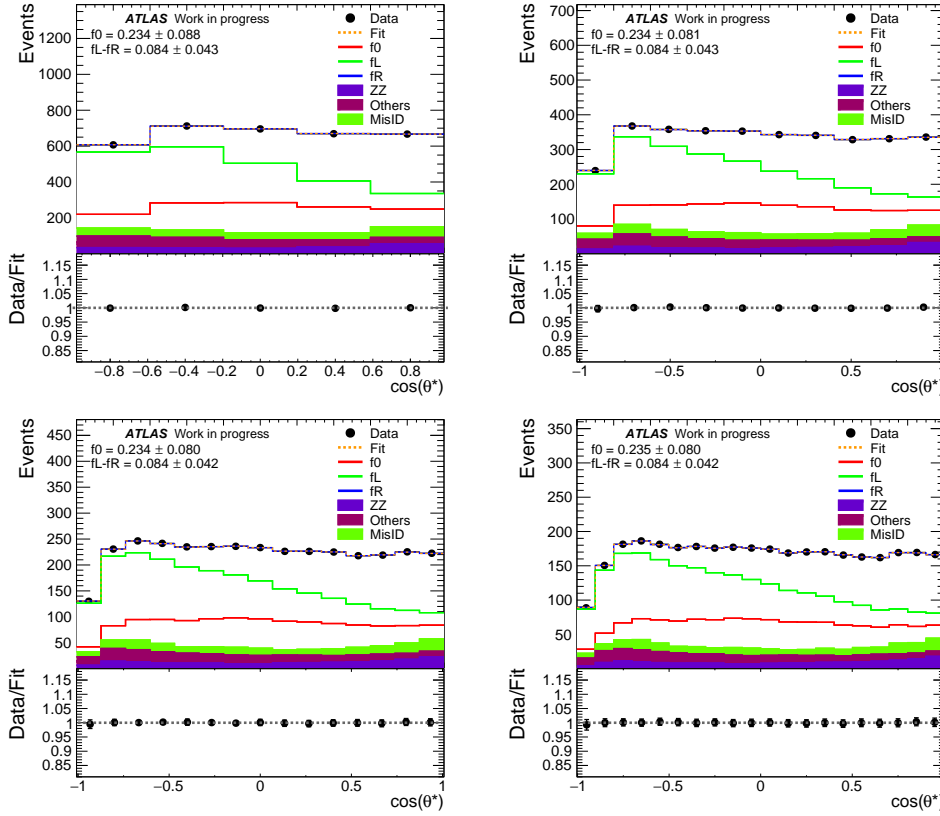 ATLAS Work in progress
f0 = 0.234 ± 0.088
fL-fR = 0.084 ± 0.043
Data
Fit
f0
fL
fR
ZZ
Others
MisID
Events
1200
1000
800
600
400
200
Data/Fit
1.15
1.1
1.05
1
0.95
0.9
0.85
−0.8 −0.6 −0.4 −0.2 0 0.2 0.4 0.6 0.8
cos(θ*)
ATLAS Work in progress
f0 = 0.234 ± 0.081
fL-fR = 0.084 ± 0.043
Data
Fit
f0
fL
fR
ZZ
Others
MisID
Events
700
600
500
400
300
200
100
Data/Fit
1.15
1.1
1.05
1
0.95
0.9
0.85
−1 −0.5 0 0.5 1
cos(θ*)
ATLAS Work in progress
f0 = 0.234 ± 0.080
fL-fR = 0.084 ± 0.042
Data
Fit
f0
fL
fR
ZZ
Others
MisID
Events
450
400
350
300
250
200
150
100
50
Data/Fit
1.15
1.1
1.05
1
0.95
0.9
0.85
−1 −0.5 0 0.5 1
cos(θ*)
ATLAS Work in progress
f0 = 0.235 ± 0.080
fL-fR = 0.084 ± 0.042
Data
Fit
f0
fL
fR
ZZ
Others
MisID
Events
350
300
250
200
150
100
50
Data/Fit
1.15
1.1
1.05
1
0.95
0.9
0.85
−1 −0.5 0 0.5 1
cos(θ*)